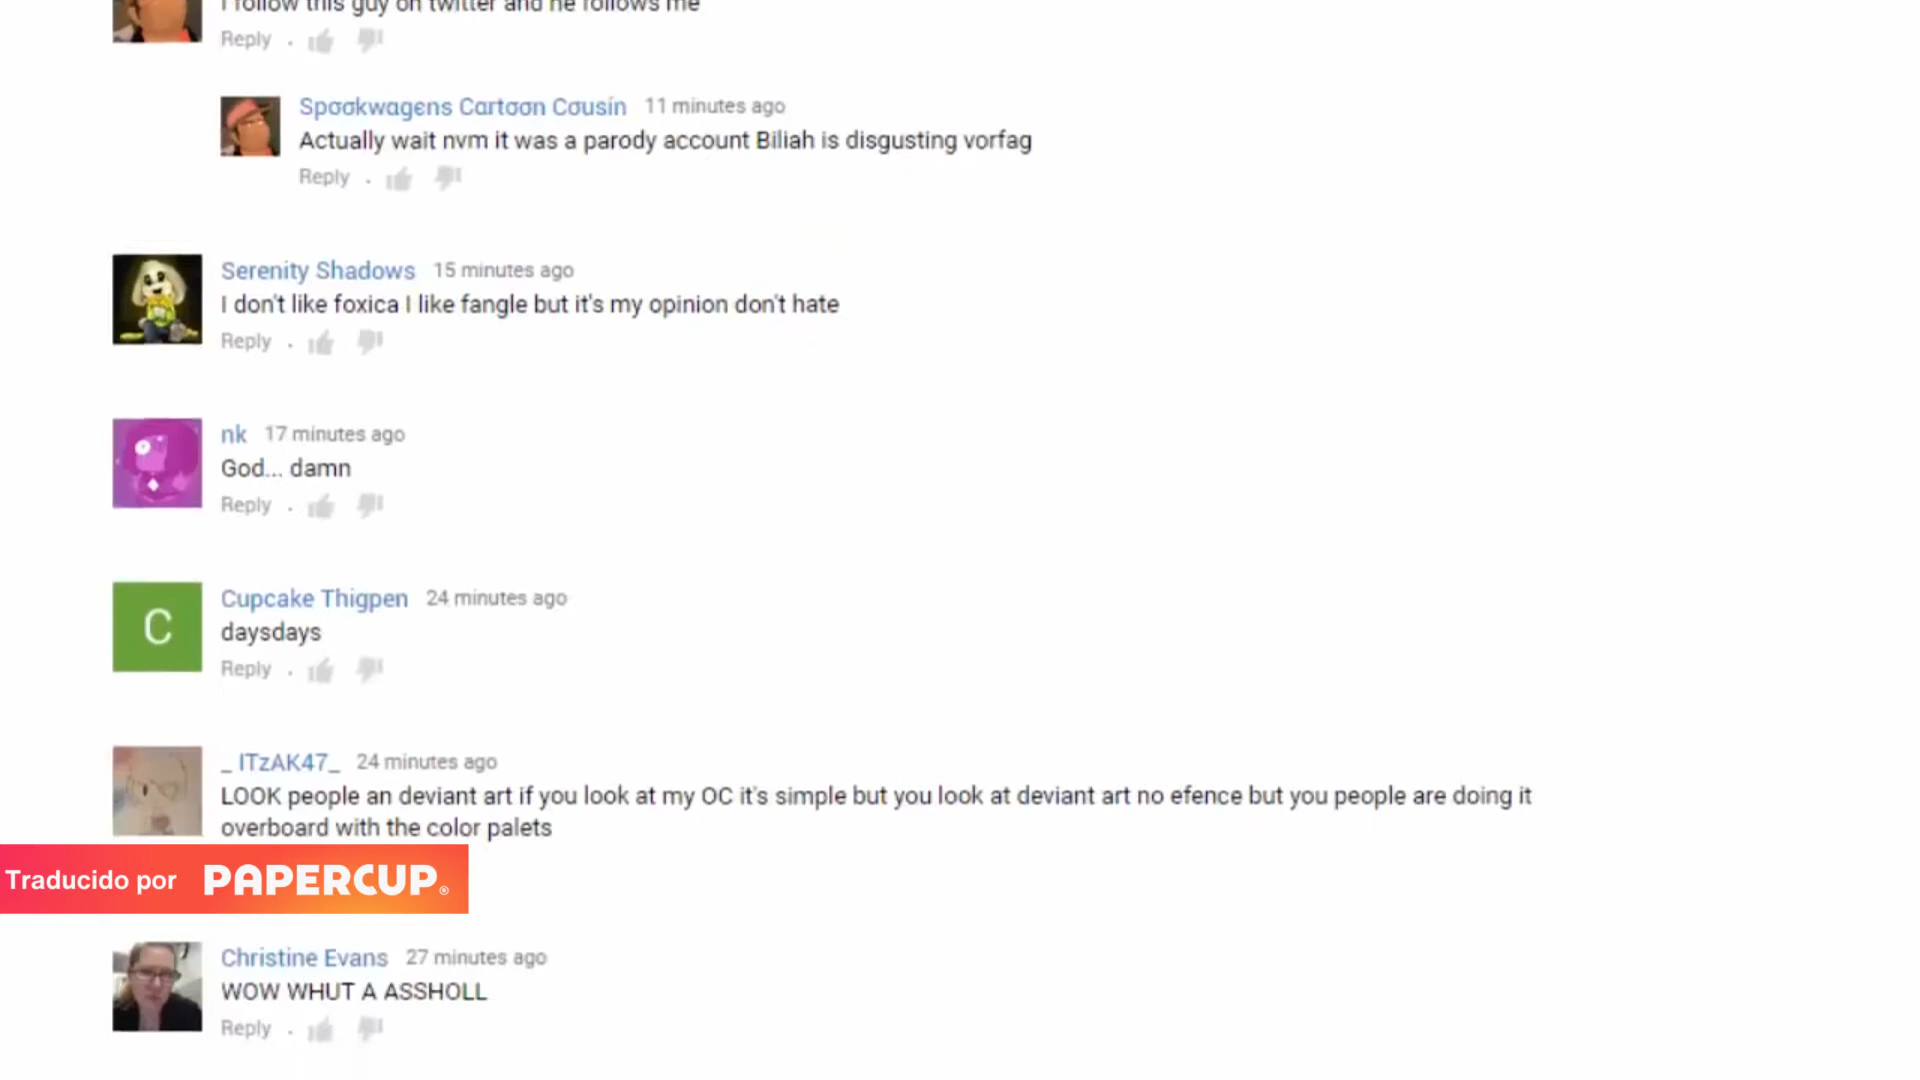 I follow this guy on twitter and he follows me
Reply .
Spookwagens Cartoon Cousin 11 minutes ago
Actually wait nvm it was a parody account Biliah is disgusting vorfag
Reply .
Serenity Shadows 15 minutes ago
I don't like foxica I like fangle but it's my opinion don't hate
Reply .
nk 17 minutes ago
God... damn
Reply .
C
Cupcake Thigpen 24 minutes ago
daysdays
Reply .
_ ITzAK47_ 24 minutes ago
LOOK people an deviant art if you look at my OC it's simple but you look at deviant art no efence but you people are doing it
overboard with the color palets
Traducido por PAPERCUP®
Christine Evans 27 minutes ago
WOW WHUT A ASSHOLL
Reply .